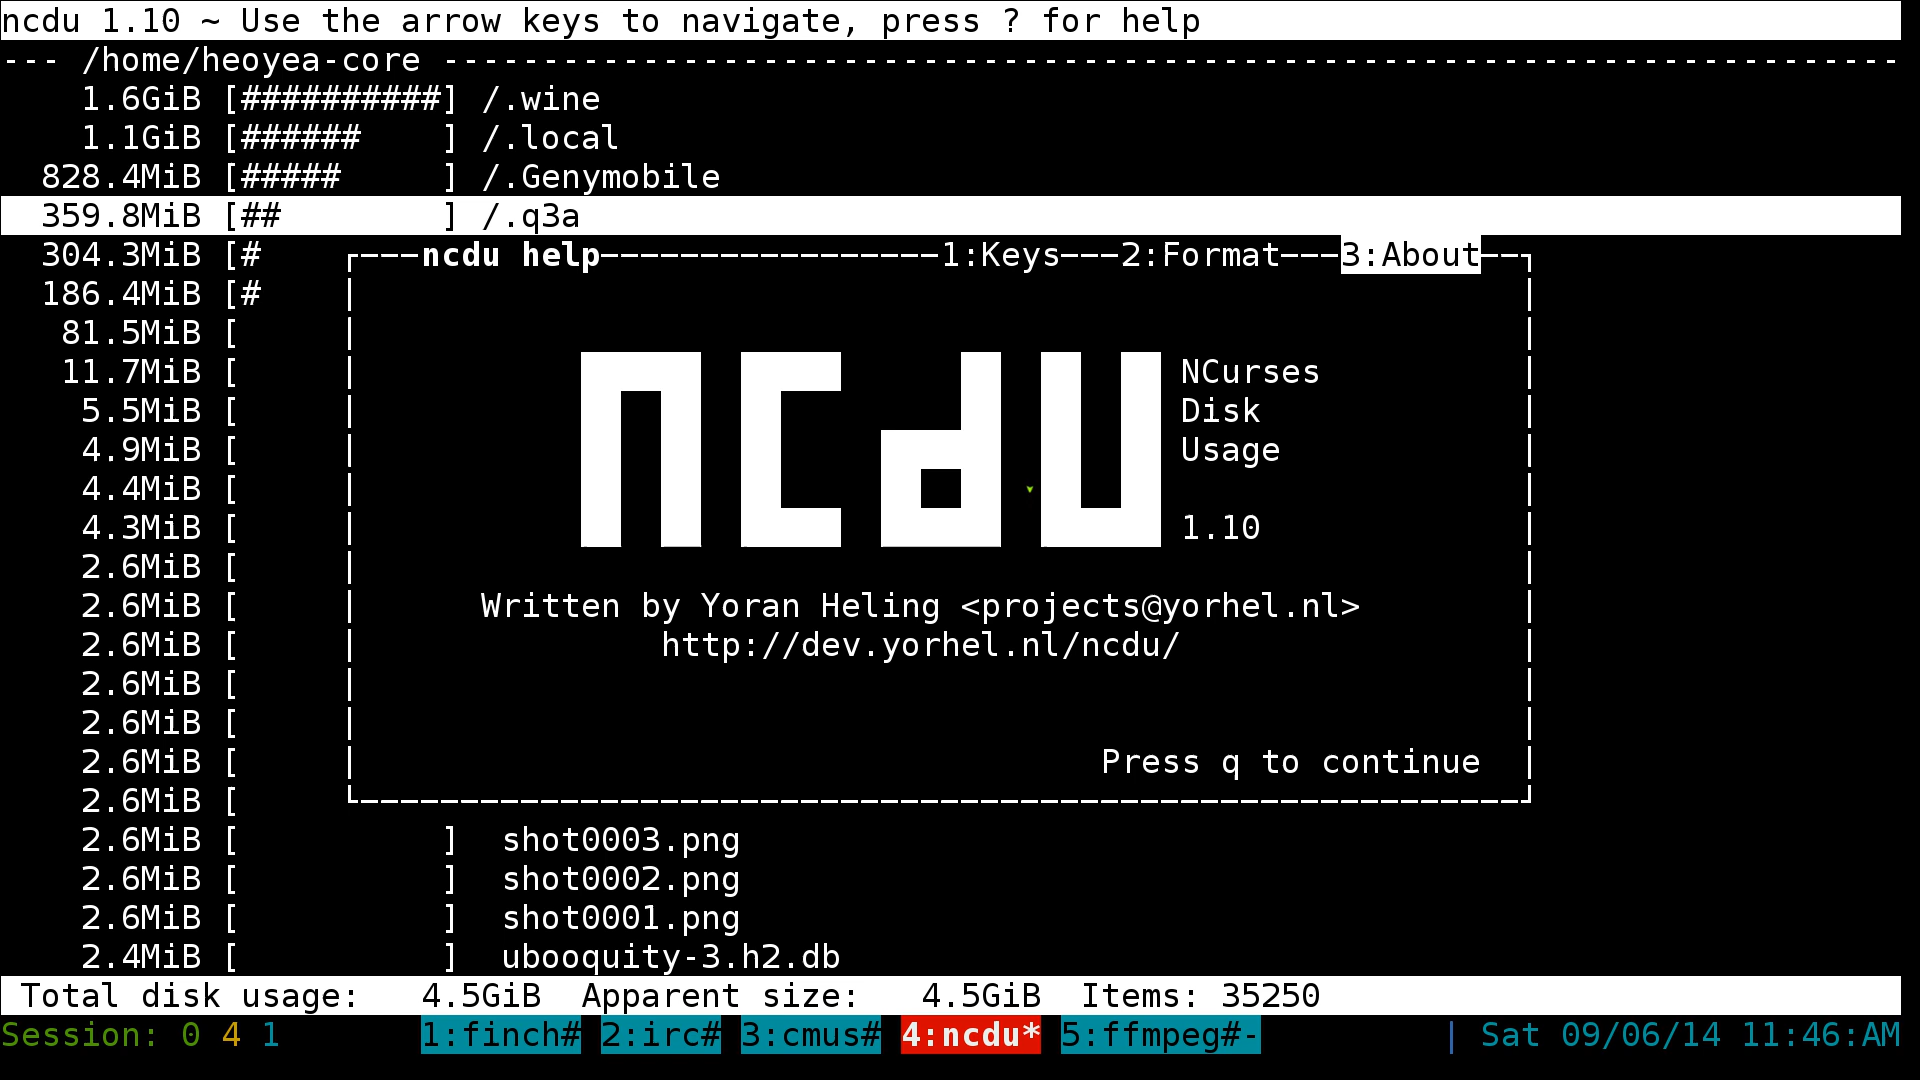 ncdu 1.10 ~ Use the arrow keys to navigate, press ? for help
--- /home/heoyea-core -------------------------------------------------------------------------
1.6GiB [##########] /.wine
1.1GiB [######    ] /.local
828.4MiB [#####     ] /.Genymobile
359.8MiB [##        ] /.q3a
304.3MiB [#
186.4MiB [#
81.5MiB [
11.7MiB [
5.5MiB [
4.9MiB [
4.4MiB [
4.3MiB [
2.6MiB [
2.6MiB [
2.6MiB [
2.6MiB [
2.6MiB [
2.6MiB [
2.6MiB [
ncdu help 1:Keys 2:Format 3:About
ncdu
NCurses
Disk
Usage
1.10
Written by Yoran Heling <projects@yorhel.nl>
http://dev.yorhel.nl/ncdu/
Press q to continue
2.6MiB [          ]  shot0003.png
2.6MiB [          ]  shot0002.png
2.6MiB [          ]  shot0001.png
2.4MiB [          ]  ubooquity-3.h2.db
Total disk usage:   4.5GiB  Apparent size:   4.5GiB  Items: 35250
Session: 0 4 1       1:finch# 2:irc# 3:cmus# 4:ncdu* 5:ffmpeg#-         | Sat 09/06/14 11:46:AM